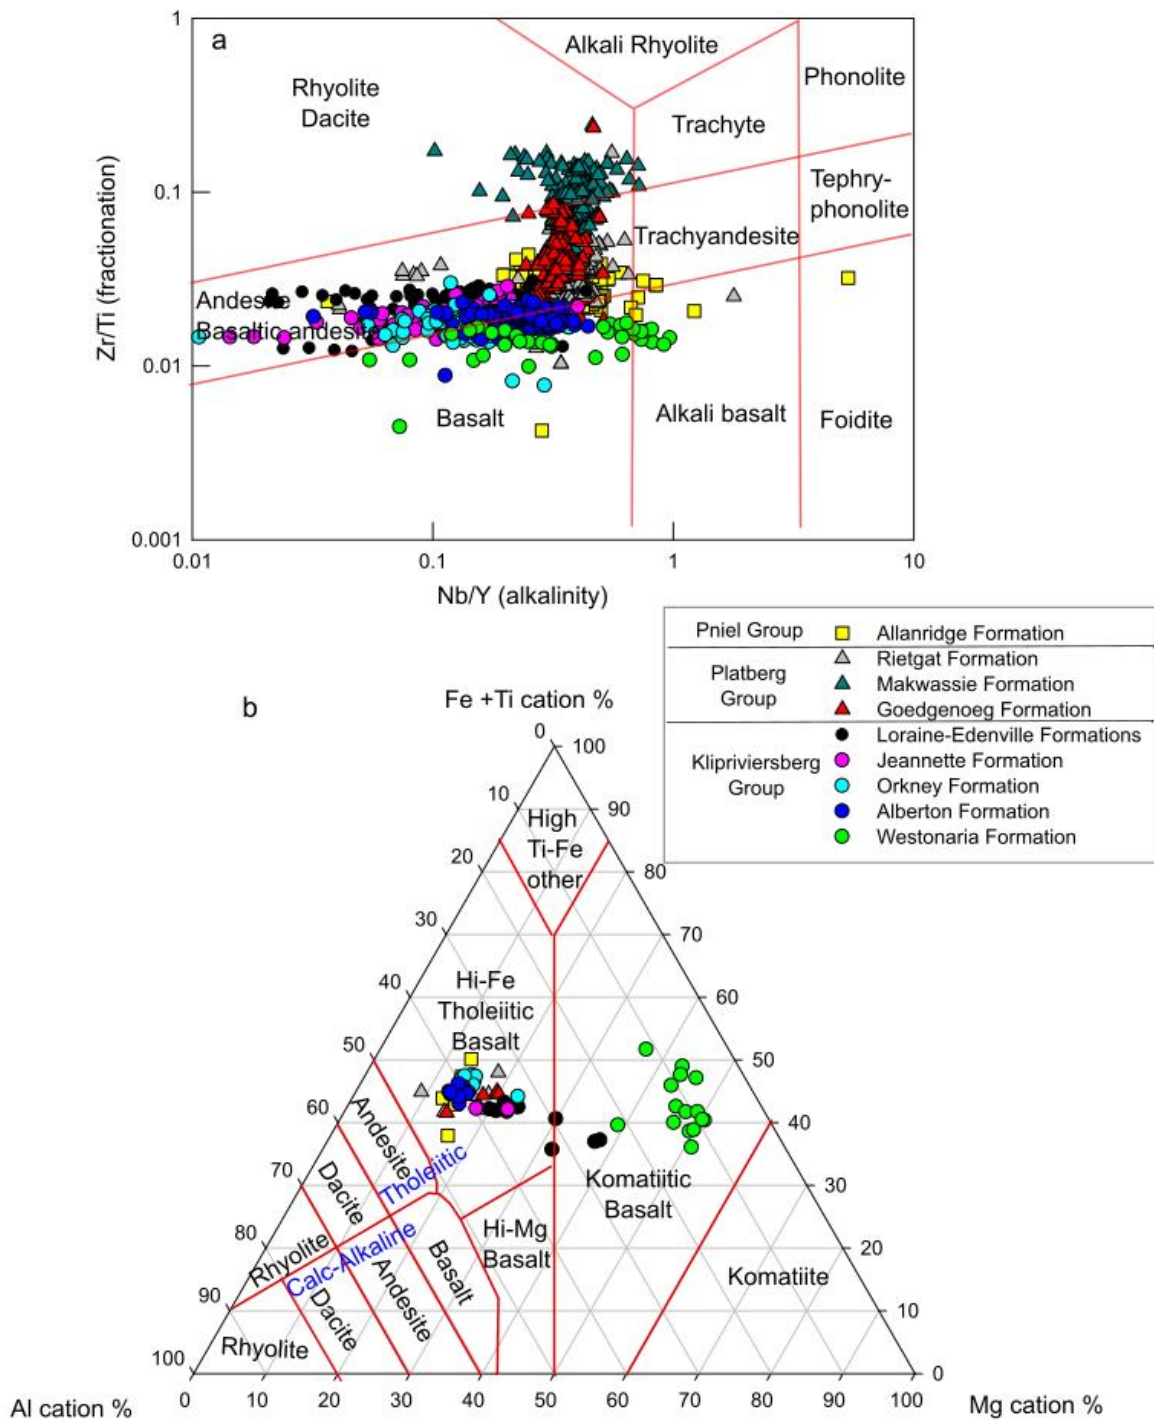 a
1
0.1
0.01
0.001
Zr/Ti (fractionation)
Alkali Rhyolite
Phonolite
Rhyolite
Dacite
Trachyte
Tephry-
phonolite
Trachyandesite
Andesite
Basaltic andesite
Basalt
Alkali basalt
Foidite
0.01
0.1
1
10
Nb/Y (alkalinity)
Pniel Group
Allanridge Formation
Platberg
Group
Rietgat Formation
Makwassie Formation
Goedgenoeg Formation
Klipriviersberg
Group
Loraine-Edenville Formations
Jeannette Formation
Orkney Formation
Alberton Formation
Westonaria Formation
b
Fe +Ti cation %
0
100
10
90
High
Ti-Fe
other
20
80
30
70
Hi-Fe
Tholeiitic
Basalt
40
60
50
50
60
40
Andesite
Tholeiitic
Dacite
70
30
Komatiitic
Basalt
Hi-Mg
Basalt
80
20
Rhyolite
Calc-Alkaline
Basalt
Andesite
Dacite
Komatiite
90
10
Rhyolite
100
0
Al cation %
0
10
20
30
40
50
60
70
80
90
100
Mg cation %